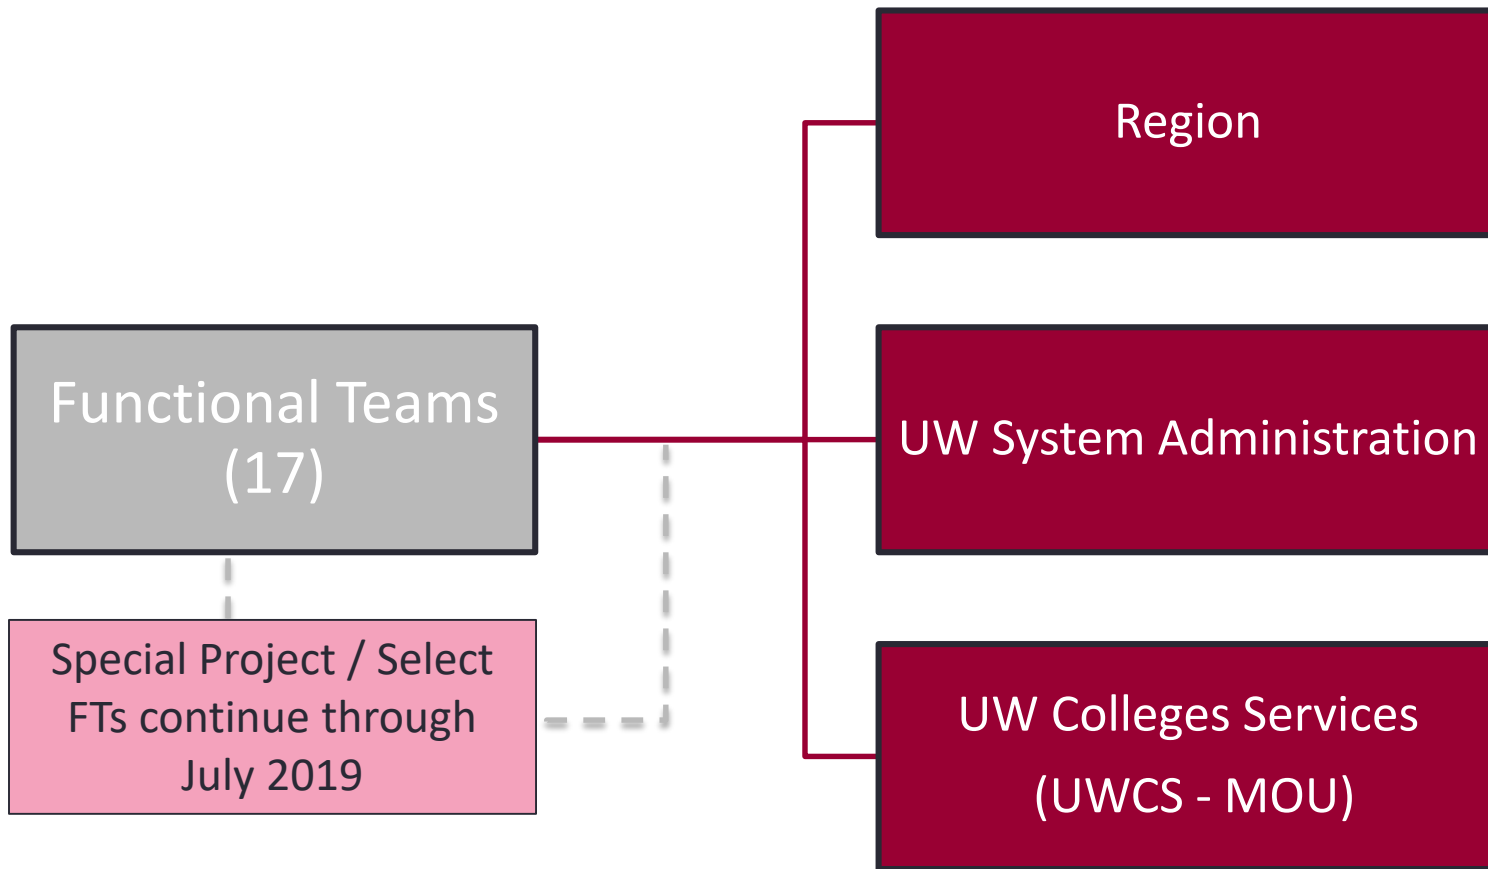 Functional Teams
(17)
Special Project / Select
FTs continue through
July 2019
Region
UW System Administration
UW Colleges Services
(UWCS - MOU)